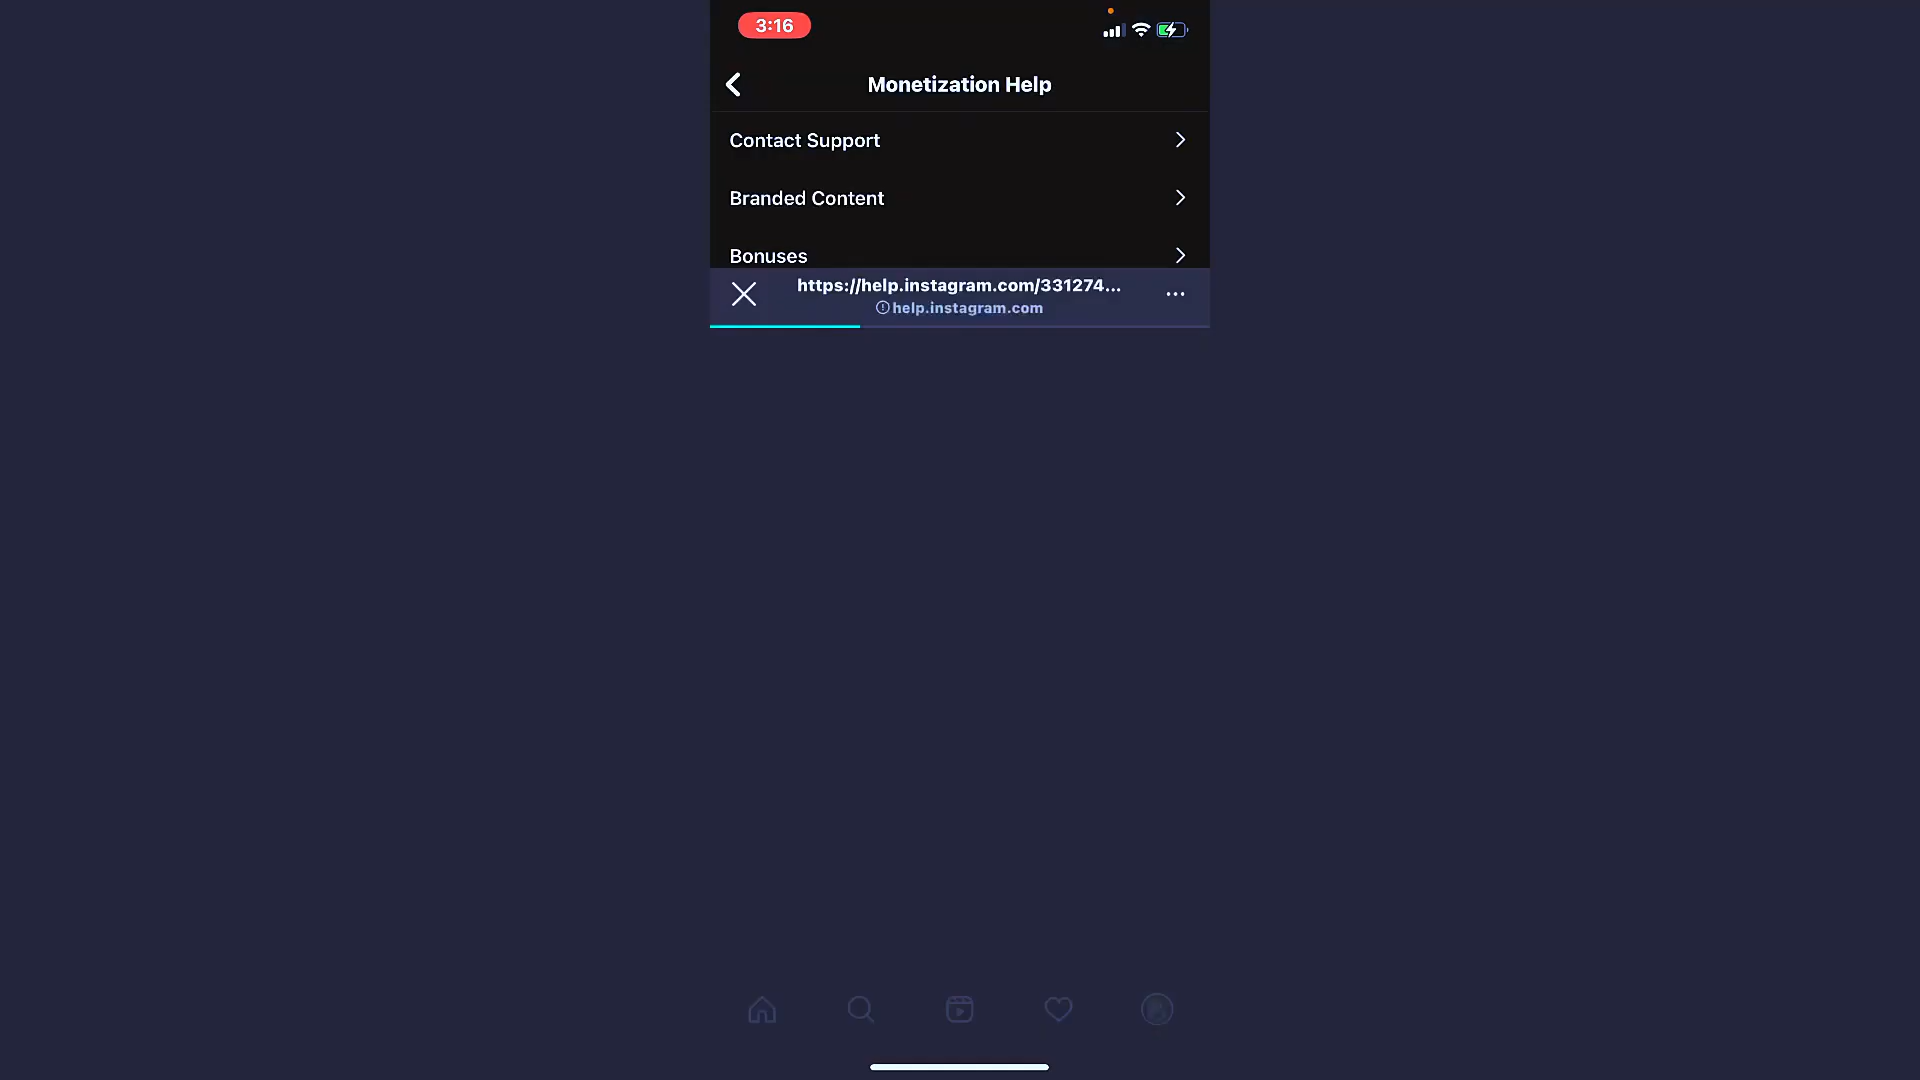 3:16
Monetization Help
Contact Support
Branded Content
Bonuses
https://help.instagram.com/331274...
help.instagram.com